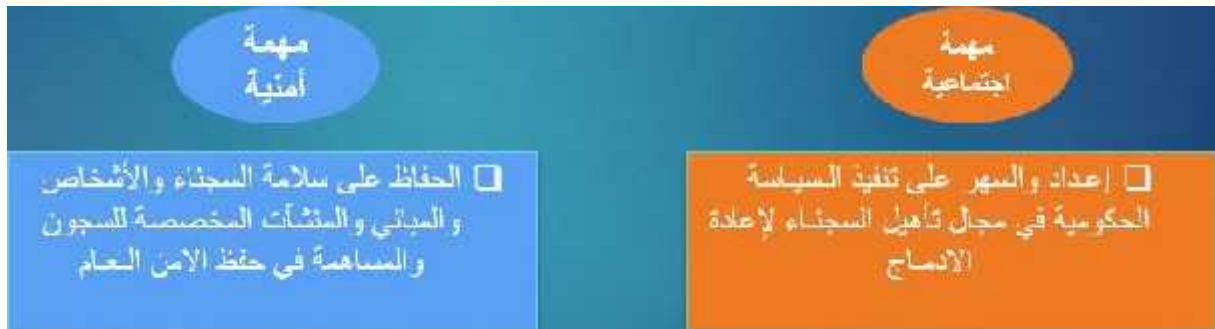 مهمة
اجتماعية
❑ إعداد والسهر على تنفيذ السياسة
الحكومية في مجال تأهيل السجناء لإعادة
الادماج
مهمة
أمنية
❑ الحفاظ على سلامة السجناء والأشخاص
والمباني والمنشآت المخصصة للسجون
والمساهمة في حفظ الامن العام